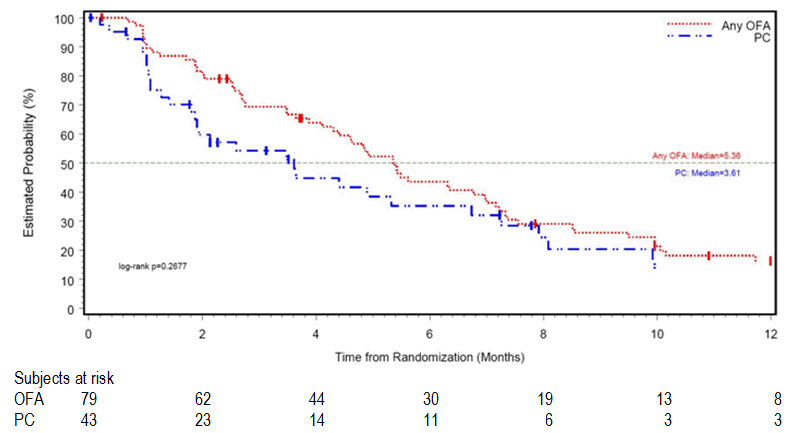 Any OFA
PC
100
90
80
70
60
50
40
30
20
10
0
Estimated Probability (%)
Any OFA: Median=5.36
PC: Median=3.61
log-rank p=0.2677
0 2 4 6 8 10 12
Time from Randomization (Months)
Subjects at risk
OFA 79 62 44 30 19 13 8
PC 43 23 14 11 6 3 3